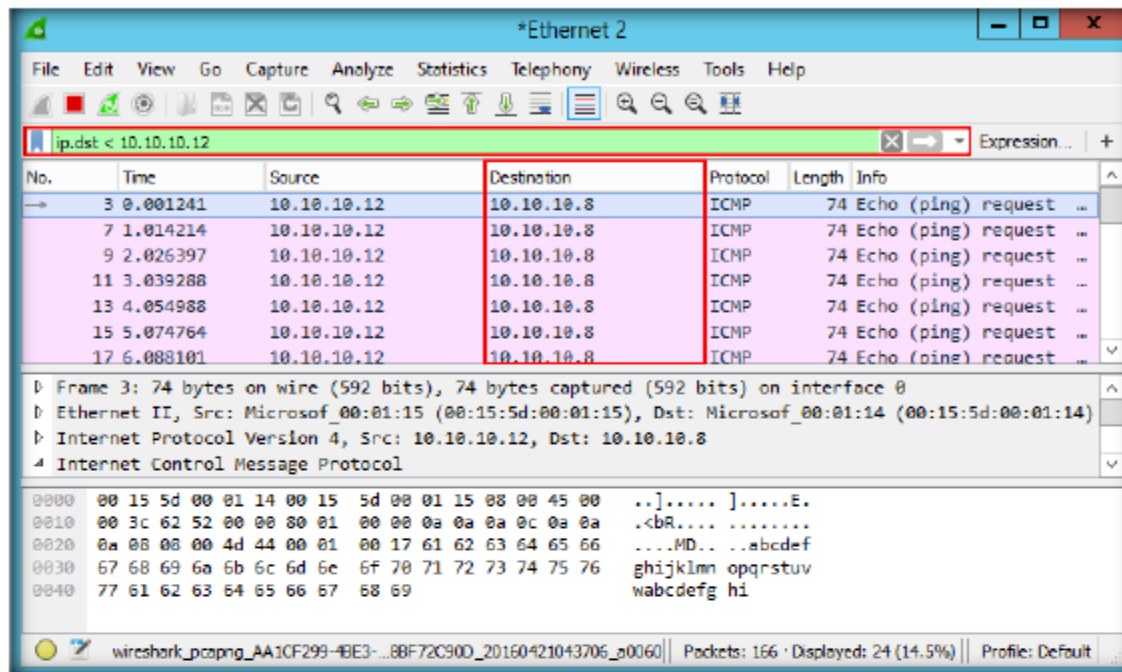 *Ethernet 2
File Edit View Go Capture Analyze Statistics Telephony Wireless Tools Help
ip.dst < 10.10.10.12 Expression... +
No. Time Source Destination Protocol Length Info
3 0.001241 10.10.10.12 10.10.10.8 ICMP 74 Echo (ping) request ...
7 1.014214 10.10.10.12 10.10.10.8 ICMP 74 Echo (ping) request ...
9 2.026397 10.10.10.12 10.10.10.8 ICMP 74 Echo (ping) request ...
11 3.039288 10.10.10.12 10.10.10.8 ICMP 74 Echo (ping) request ...
13 4.054988 10.10.10.12 10.10.10.8 ICMP 74 Echo (ping) request ...
15 5.074764 10.10.10.12 10.10.10.8 ICMP 74 Echo (ping) request ...
17 6.088101 10.10.10.12 10.10.10.8 ICMP 74 Echo (ping) request ...
Frame 3: 74 bytes on wire (592 bits), 74 bytes captured (592 bits) on interface 0
Ethernet II, Src: Microsof_00:01:15 (00:15:5d:00:01:15), Dst: Microsof_00:01:14 (00:15:5d:00:01:14)
Internet Protocol Version 4, Src: 10.10.10.12, Dst: 10.10.10.8
Internet Control Message Protocol
0000 00 15 5d 00 01 14 00 15 5d 00 01 15 08 00 45 00 ..]..... ].....E.
0010 00 3c 62 52 00 00 80 01 00 00 0a 0a 0a 0c 0a 0a .<bR.... ........
0020 0a 08 08 00 4d 44 00 01 00 17 61 62 63 64 65 66 ....MD.. ..abcdef
0030 67 68 69 6a 6b 6c 6d 6e 6f 70 71 72 73 74 75 76 ghijklmn opqrstuv
0040 77 61 62 63 64 65 66 67 68 69 wabcdefg hi
wireshark_pcapng_AA1CF299-4BE3-...8BF72C90D_20160421043706_a0060 Packets: 166 · Displayed: 24 (14.5%) Profile: Default